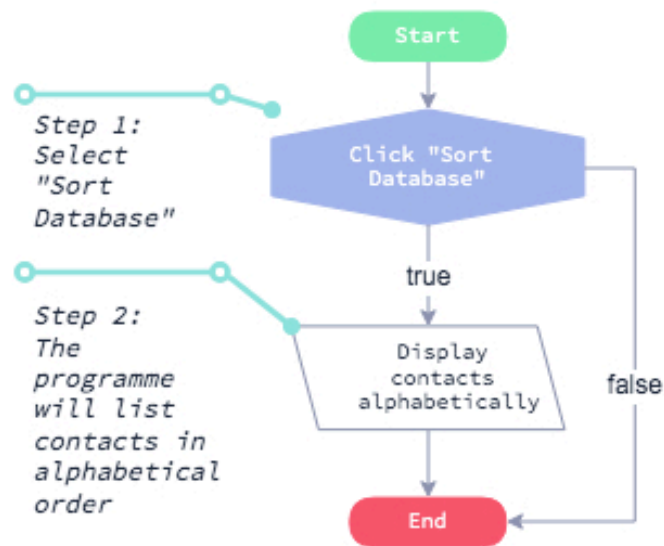 Start
Step 1:
Select
"Sort
Database"
Click "Sort
Database"
true
Step 2:
The
programme
will list
contacts in
alphabetical
order
Display
contacts
alphabetically
false
End